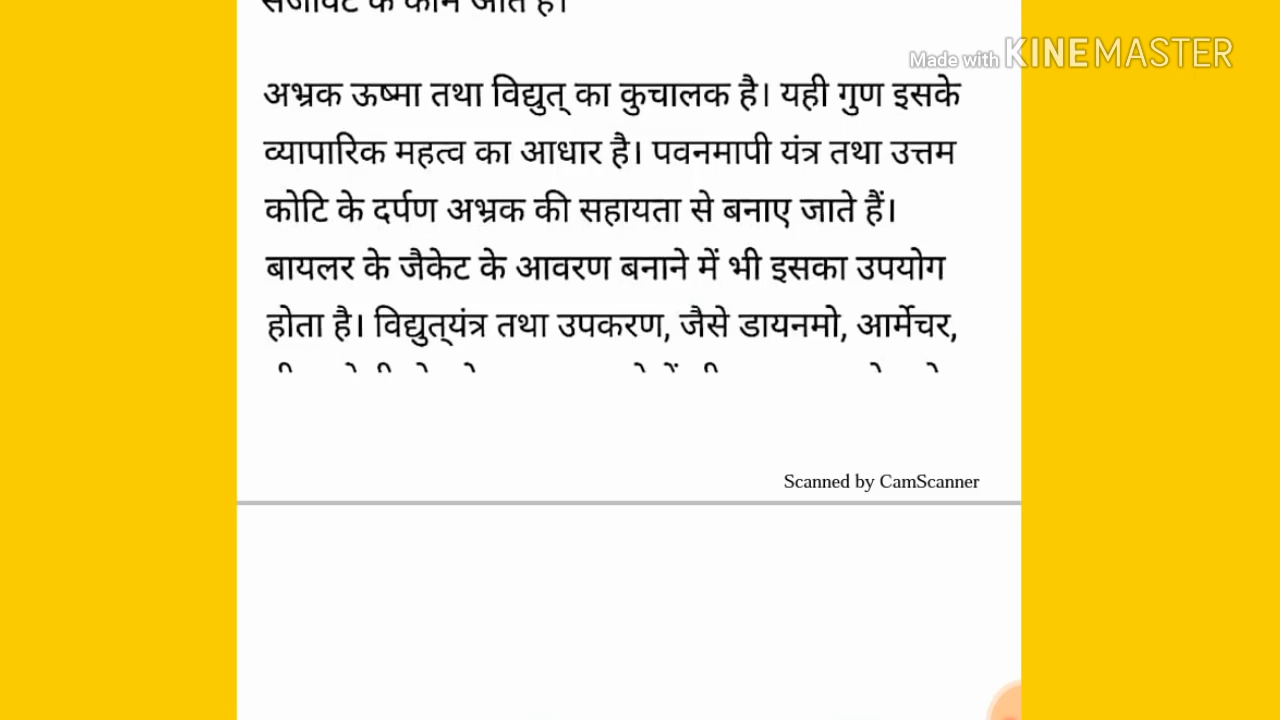 के काम आते हैं।
Made with KINEMASTER
अभ्रक ऊष्मा तथा विद्युत् का कुचालक है। यही गुण इसके
व्यापारिक महत्व का आधार है। पवनमापी यंत्र तथा उत्तम
कोटि के दर्पण अभ्रक की सहायता से बनाए जाते हैं।
बायलर के जैकेट के आवरण बनाने में भी इसका उपयोग
होता है। विद्युत्‌यंत्र तथा उपकरण, जैसे डायनमो, आर्मेचर,
Scanned by CamScanner